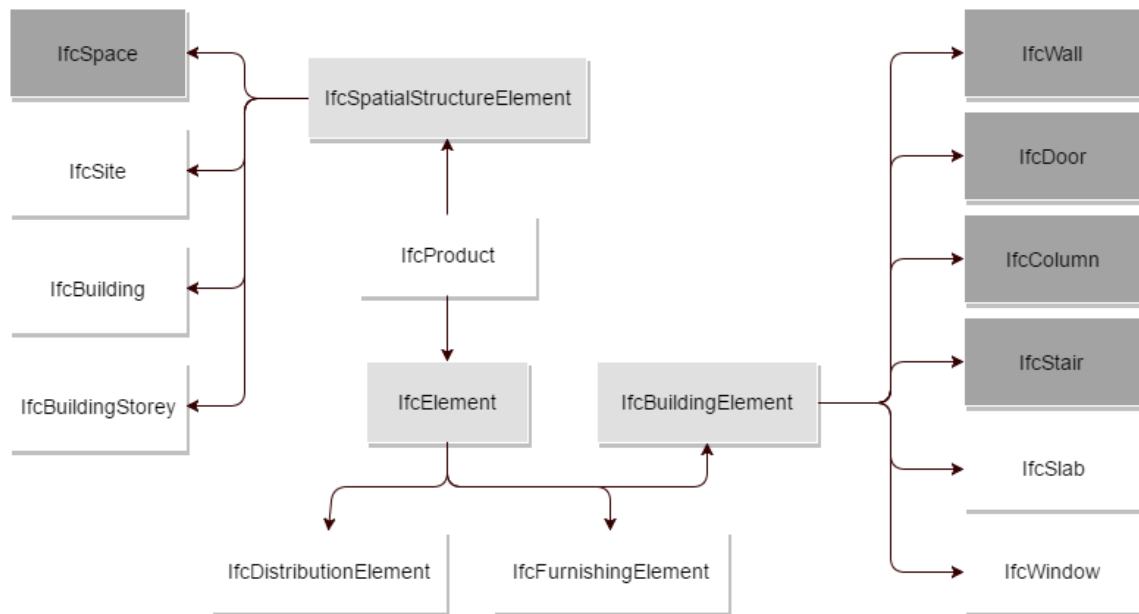 IfcSpace
IfcWall
IfcSpatialStructureElement
IfcDoor
IfcSite
IfcProduct
IfcColumn
IfcBuilding
IfcStair
IfcBuildingStorey
IfcElement
IfcBuildingElement
IfcSlab
IfcDistributionElement
IfcFurnishingElement
IfcWindow